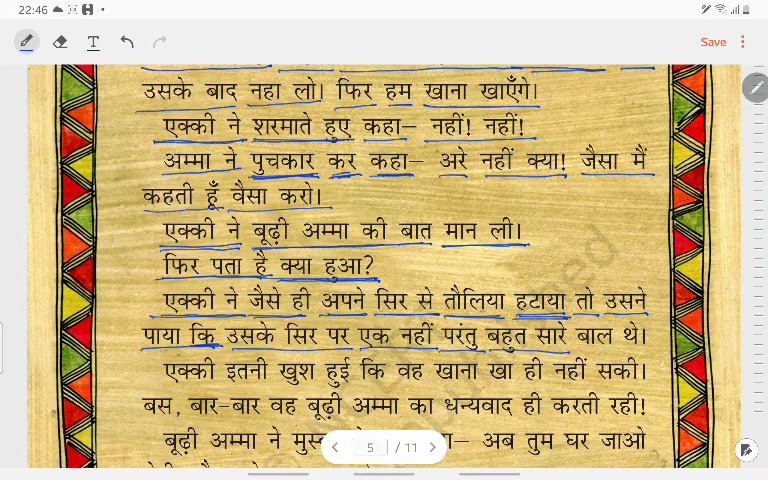 22:46
T
Save
उसके बाद नहा लो। फिर हम खाना खाएँगे।
एक्की ने शरमाते हुए कहा– नहीं! नहीं!
अम्मा ने पुचकार कर कहा– अरे नहीं क्या! जैसा मैं
कहती हूँ वैसा करो।
एक्की ने बूढ़ी अम्मा की बात मान ली।
फिर पता है क्या हुआ?
एक्की ने जैसे ही अपने सिर से तौलिया हटाया तो उसने
पाया कि उसके सिर पर एक नहीं परंतु बहुत सारे बाल थे।
एक्की इतनी खुश हुई कि वह खाना खा ही नहीं सकी।
बस, बार-बार वह बूढ़ी अम्मा का धन्यवाद ही करती रही!
बूढ़ी अम्मा ने – अब तुम घर जाओ
5 / 11